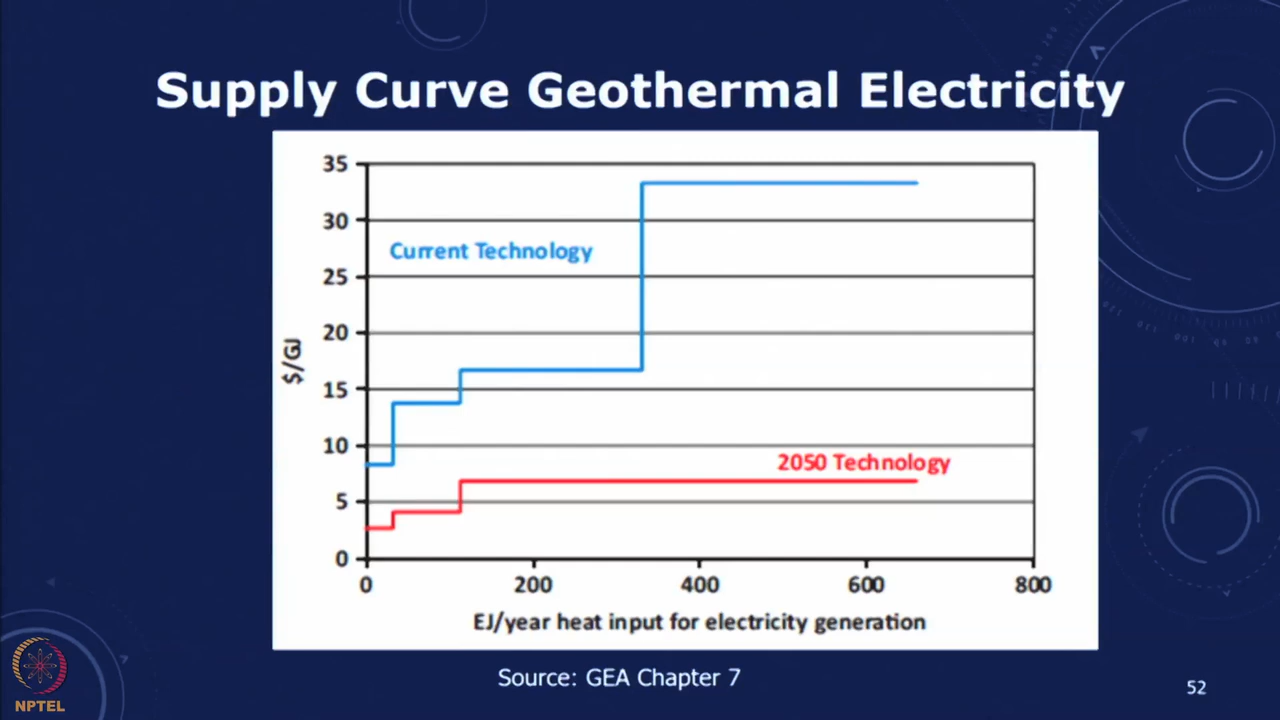 Supply Curve Geothermal Electricity
35
30
25
20
15
10
5
0
$/GJ
Current Technology
2050 Technology
0 200 400 600 800
EJ/year heat input for electricity generation
Source: GEA Chapter 7
52
NPTEL